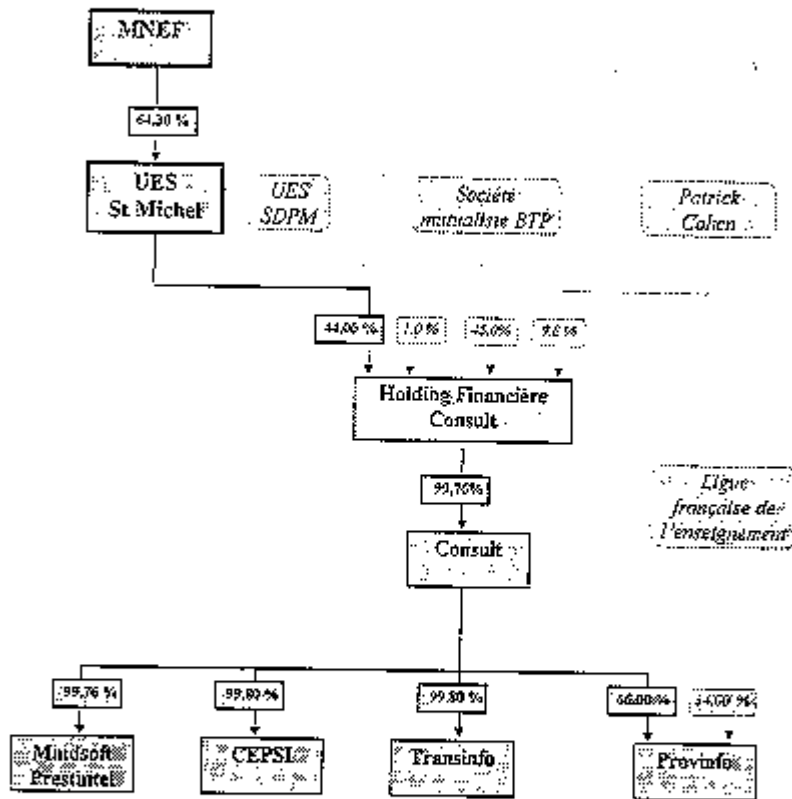 MNEF
64,30 %
UES
St Michel
UES
SDPM
Société
mutualiste BTP
Patrick
Cohen
44,00 %
1,0 %
45,0%
Holding Financière
Consult
99,76%
Consult
Ligue
française de
l'enseignement
99,76 %
99,80 %
99,80 %
66,00 %
34,00 %
Prestintel
CEPSI
Transinfo
Provinfo